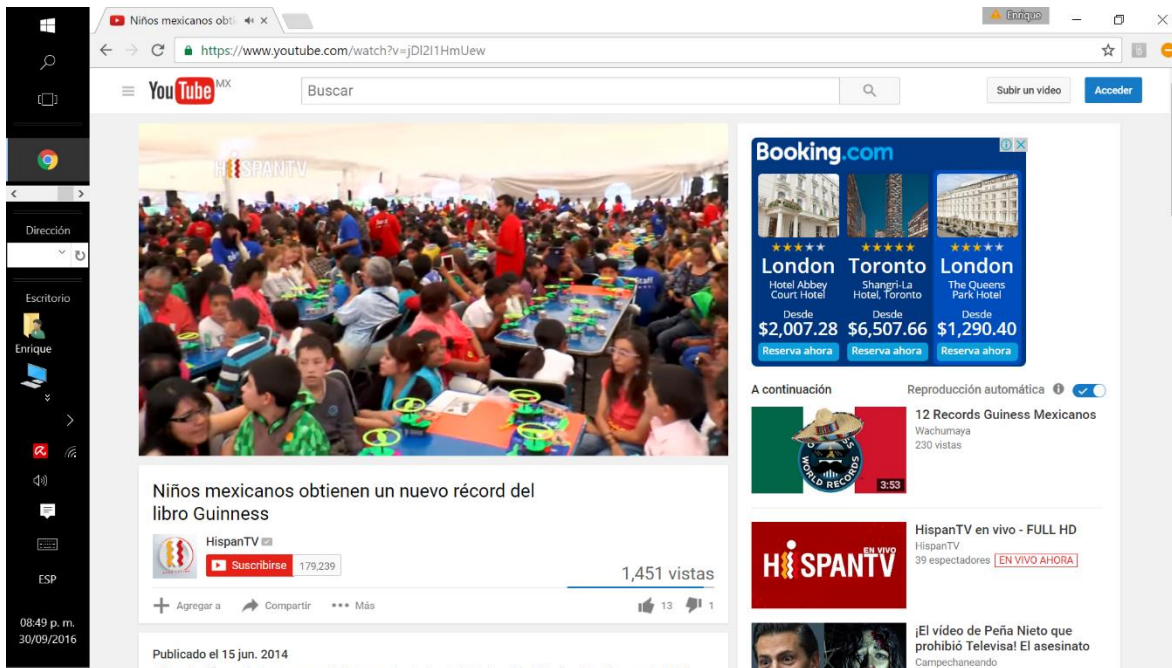 Niños mexicanos obti
Enrique
https://www.youtube.com/watch?v=jDI2I1HmUew
YouTube MX
Buscar
Subir un video
Acceder
Dirección
Escritorio
Enrique
ESP
08:49 p. m.
30/09/2016
HISPANTV
Staff
Niños mexicanos obtienen un nuevo récord del
libro Guinness
HispanTV
Suscribirse 179,239
1,451 vistas
Agregar a Compartir Más
13 1
Publicado el 15 jun. 2014
Booking.com
London Toronto London
Hotel Abbey Court Hotel
Shangri-La Hotel, Toronto
The Queens Park Hotel
Desde Desde Desde
$2,007.28 $6,507.66 $1,290.40
Reserva ahora Reserva ahora Reserva ahora
A continuación Reproducción automática
12 Records Guiness Mexicanos
Wachumaya
230 vistas
WORLD RECORDS
3:53
HispanTV en vivo - FULL HD
HispanTV
39 espectadores EN VIVO AHORA
EN VIVO
HISPANTV
¡El vídeo de Peña Nieto que
prohibió Televisa! El asesinato
Campechaneando